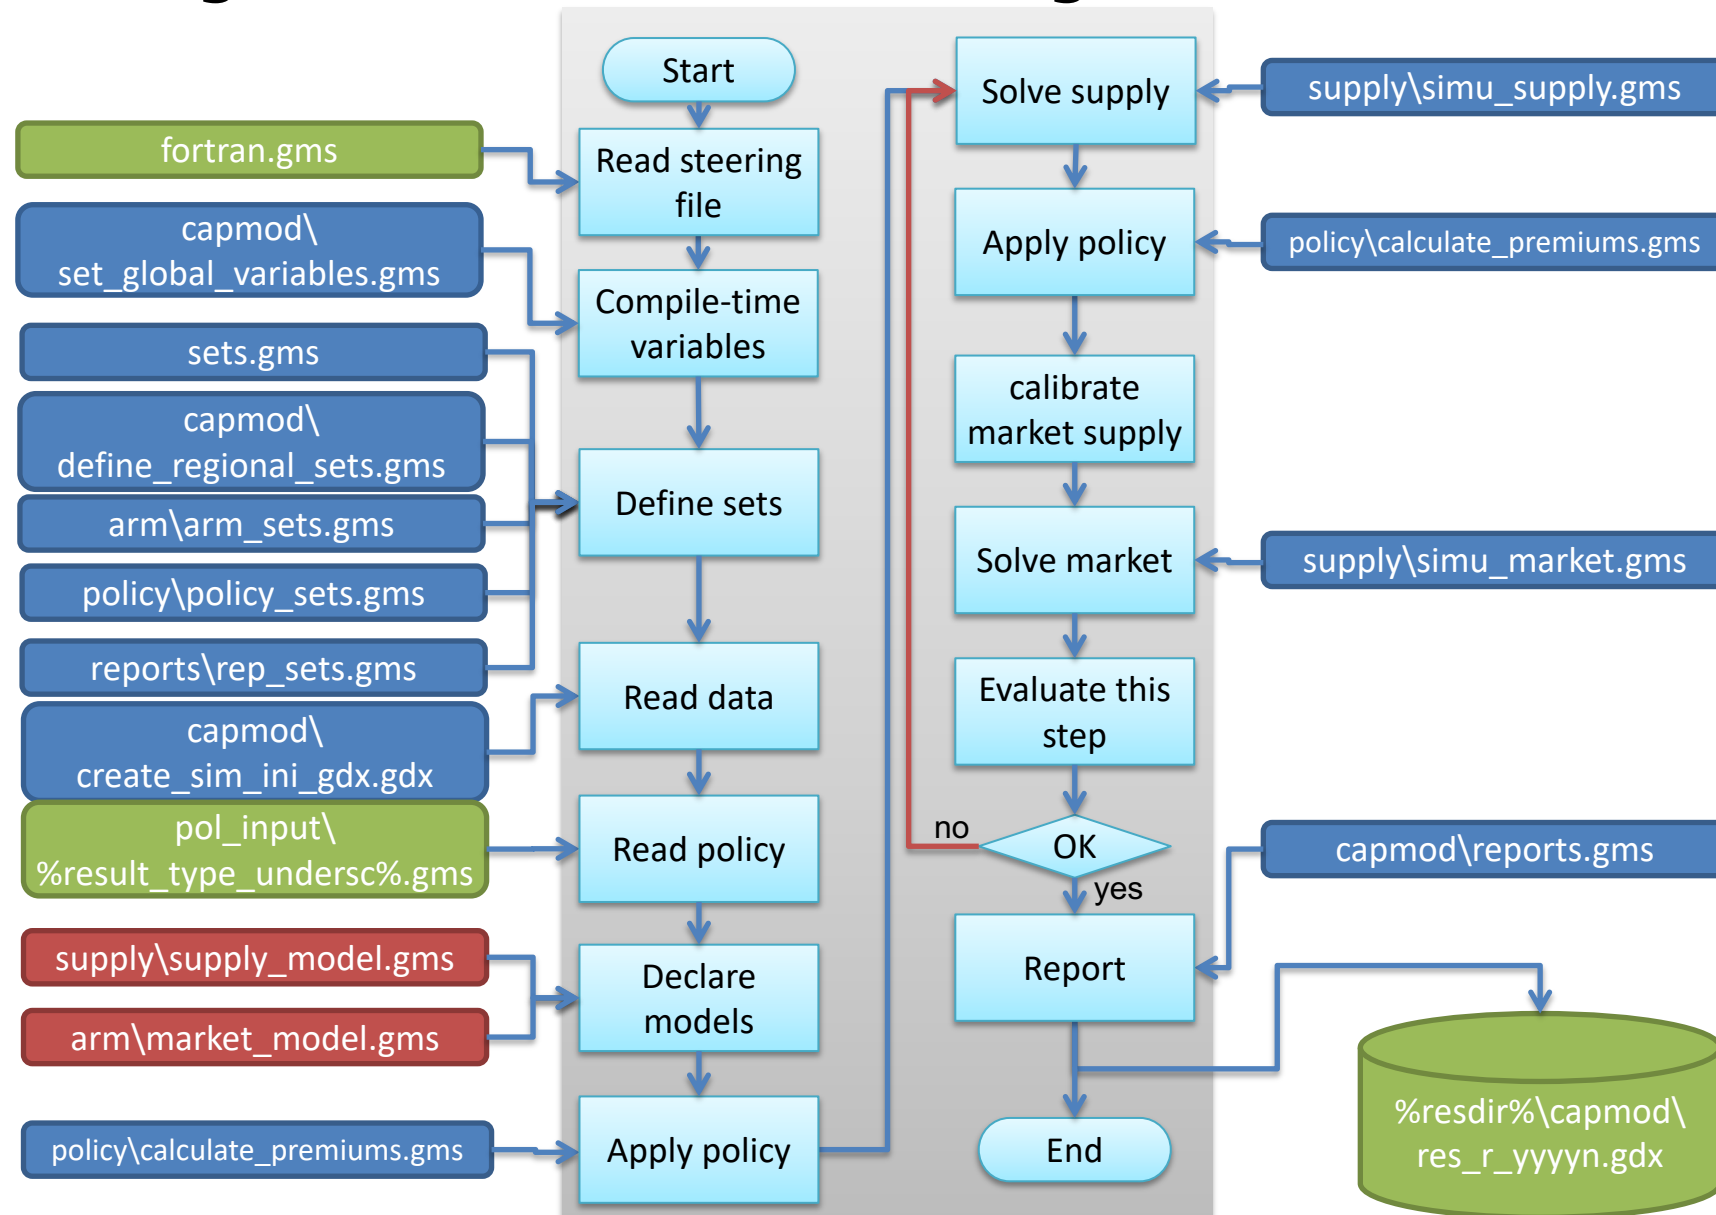 Start
fortran.gms
Read steering
file
capmod\
set_global_variables.gms
Compile-time
variables
sets.gms
capmod\
define_regional_sets.gms
arm\arm_sets.gms
policy\policy_sets.gms
reports\rep_sets.gms
Define sets
capmod\
create_sim_ini_gdx.gdx
Read data
pol_input\
%result_type_undersc%.gms
Read policy
supply\supply_model.gms
arm\market_model.gms
Declare
models
policy\calculate_premiums.gms
Apply policy
Solve supply
supply\simu_supply.gms
Apply policy
policy\calculate_premiums.gms
calibrate
market supply
Solve market
supply\simu_market.gms
Evaluate this
step
no
OK
yes
capmod\reports.gms
Report
%resdir%\capmod\
res_r_yyyyn.gdx
End